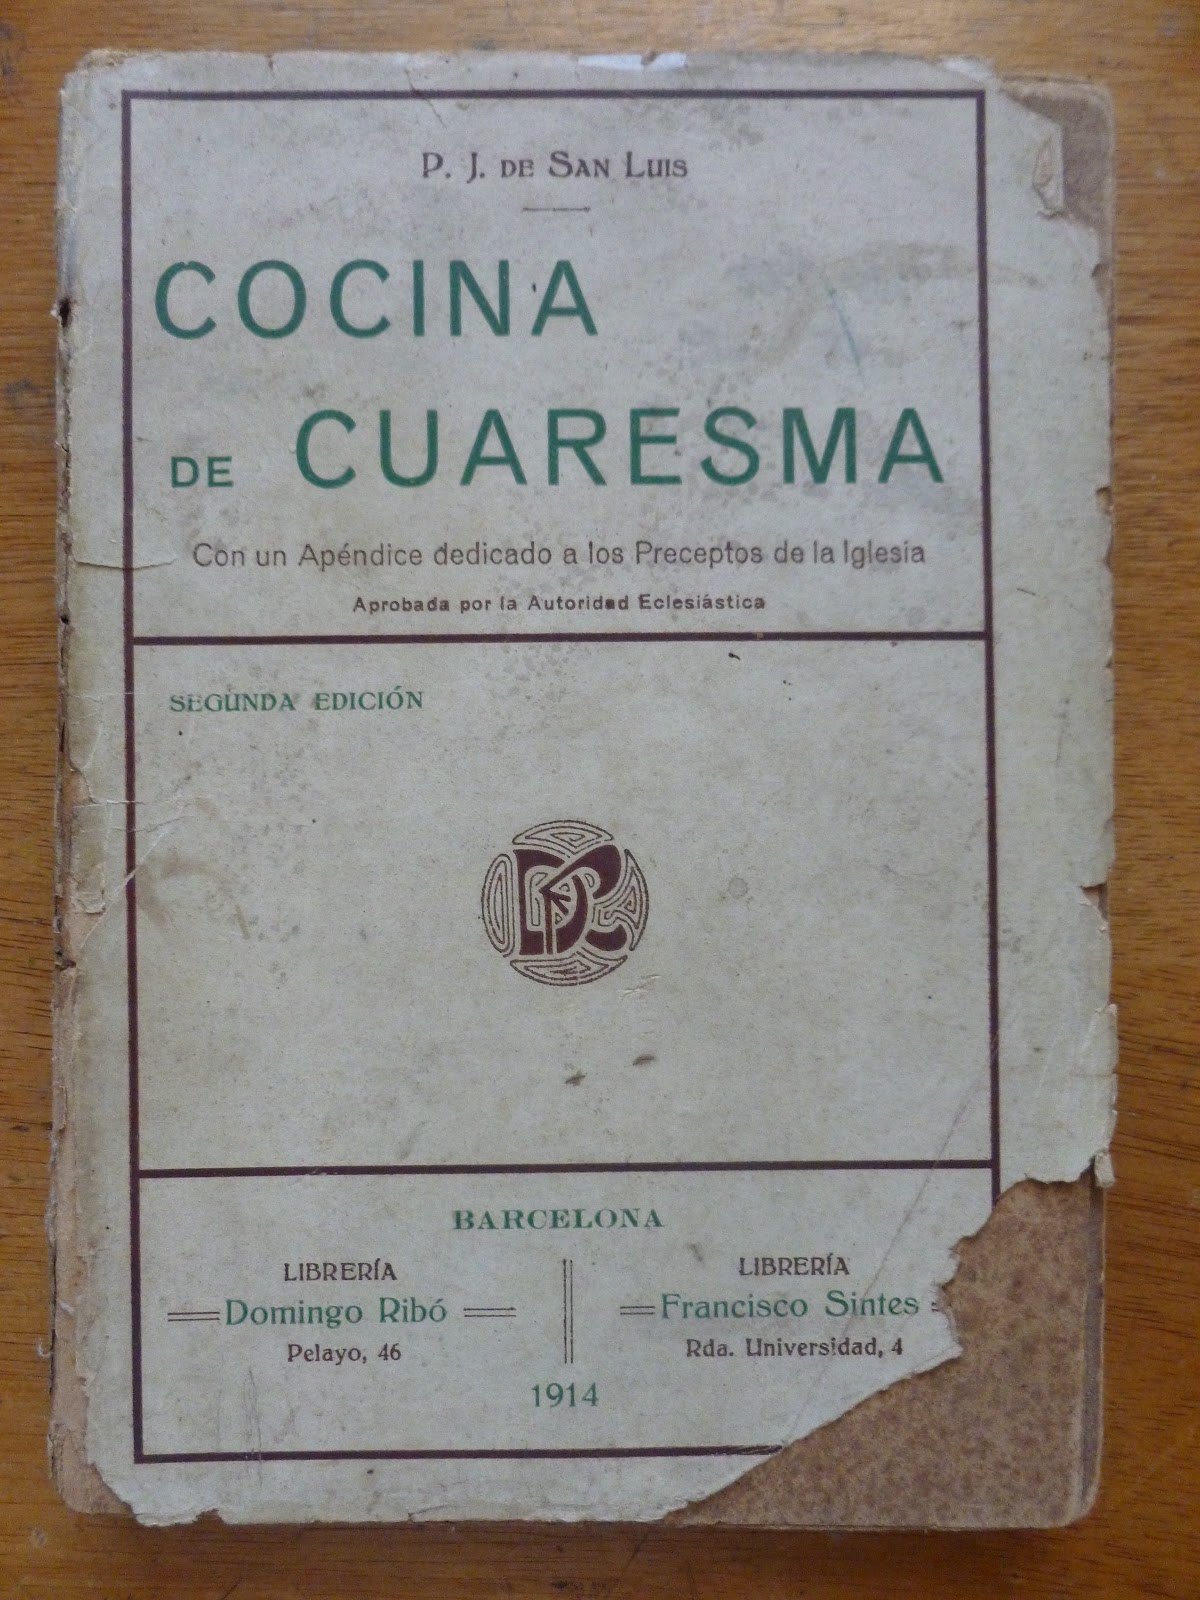 P. J. DE SAN LUIS
COCINA
DE CUARESMA
Con un Apéndice dedicado a los Preceptos de la Iglesia
Aprobada por la Autoridad Eclesiástica
SEGUNDA EDICIÓN
BARCELONA
LIBRERÍA
Domingo Ribó
Pelayo, 46
LIBRERÍA
Francisco Sintes
Rda. Universidad, 4
1914